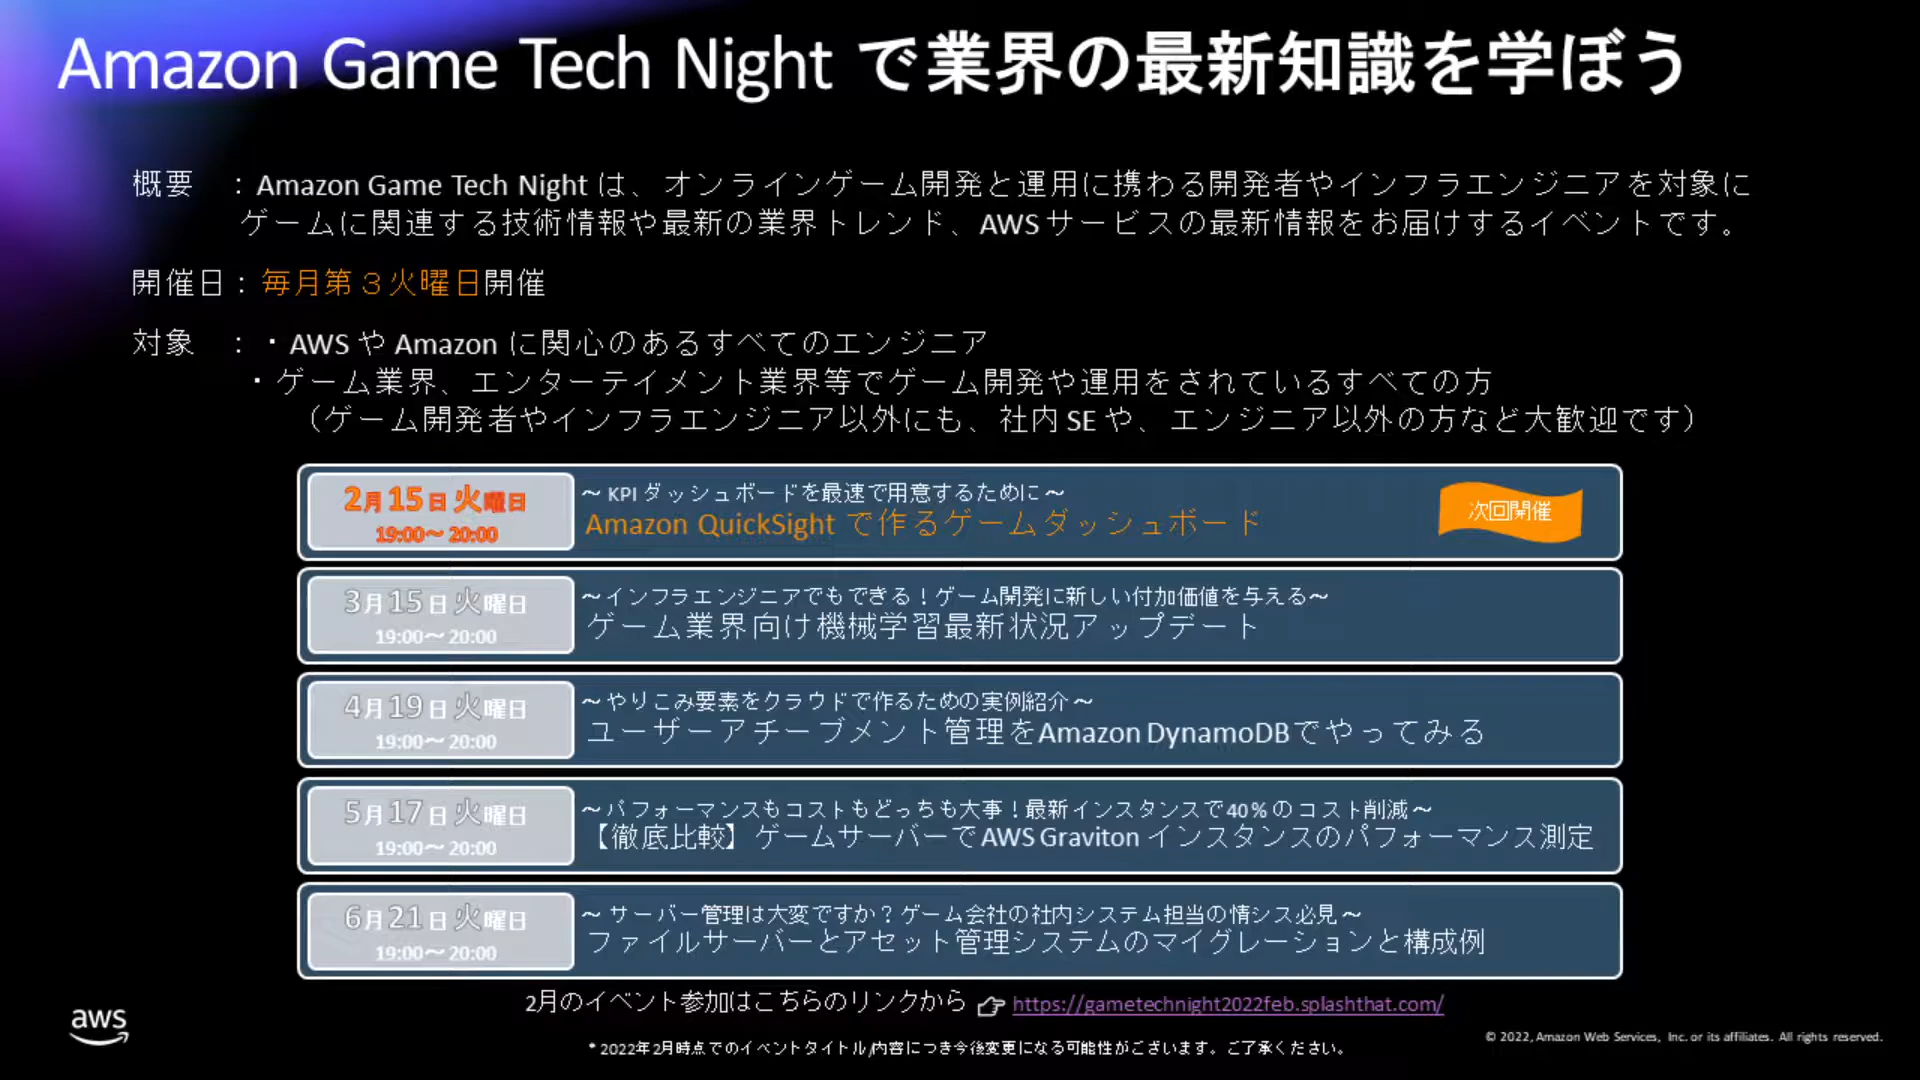 Amazon Game Tech Night で業界の最新知識を学ぼう
概要 ： Amazon Game Tech Night は、オンラインゲーム開発と運用に携わる開発者やインフラエンジニアを対象に
ゲームに関連する技術情報や最新の業界トレンド、AWS サービスの最新情報をお届けするイベントです。
開催日： 毎月第３火曜日開催
対象 ：・AWS や Amazon に関心のあるすべてのエンジニア
・ゲーム業界、エンターテイメント業界等でゲーム開発や運用をされているすべての方
（ゲーム開発者やインフラエンジニア以外にも、社内 SE や、エンジニア以外の方など大歓迎です）
2月15日 火曜日
19:00～ 20:00
～ KPI ダッシュボードを最速で用意するために～
Amazon QuickSight で作るゲームダッシュボード
次回開催
3月15日 火曜日
19:00～ 20:00
～インフラエンジニアでもできる！ゲーム開発に新しい付加価値を与える～
ゲーム業界向け機械学習最新状況アップデート
4月19日 火曜日
19:00～ 20:00
～やりこみ要素をクラウドで作るための実例紹介～
ユーザーアチーブメント管理をAmazon DynamoDBでやってみる
5月17日 火曜日
19:00～ 20:00
～パフォーマンスもコストもどっちも大事！最新インスタンスで40%のコスト削減～
【徹底比較】ゲームサーバーでAWS Graviton インスタンスのパフォーマンス測定
6月21日 火曜日
19:00～ 20:00
～ サーバー管理は大変ですか？ゲーム会社の社内システム担当の情シス必見～
ファイルサーバーとアセット管理システムのマイグレーションと構成例
2月のイベント参加はこちらのリンクから 👉 https://gametechnight2022feb.splashthat.com/
aws
© 2022, Amazon Web Services, Inc. or its affiliates. All rights reserved.
* 2022年2月時点でのイベントタイトル/内容につき今後変更になる可能性がございます。ご了承ください。